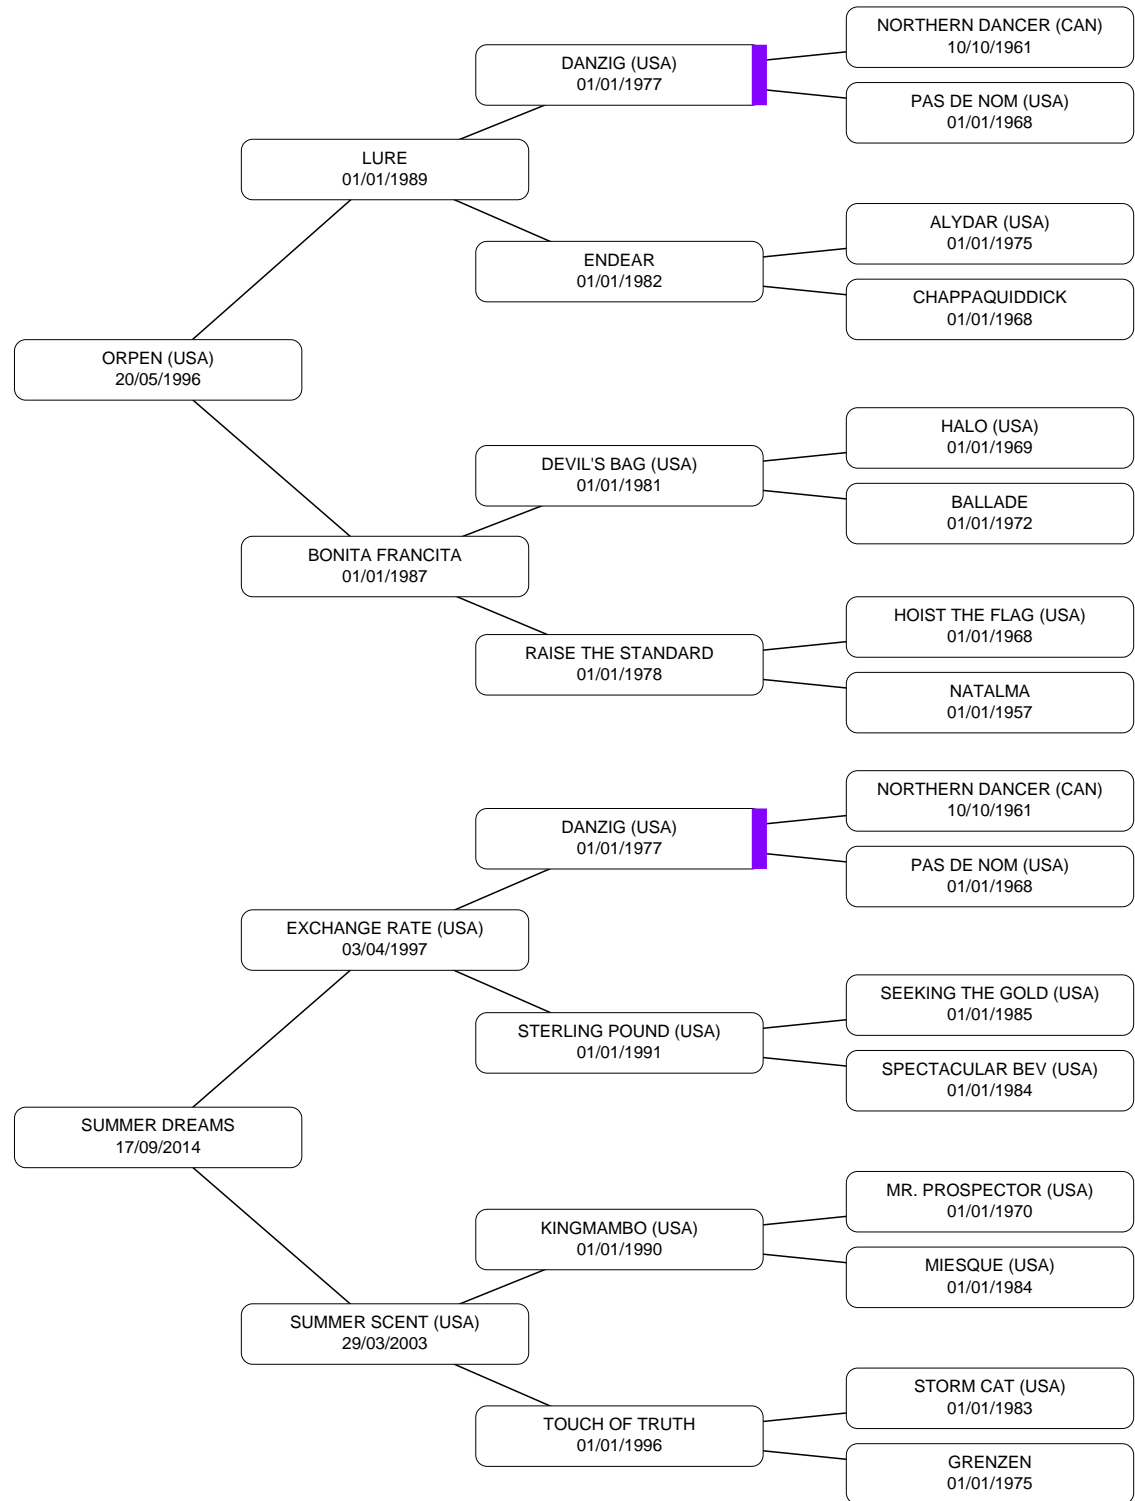 NORTHERN DANCER (CAN)
10/10/1961
DANZIG (USA)
01/01/1977
PAS DE NOM (USA)
01/01/1968
LURE
01/01/1989
ALYDAR (USA)
01/01/1975
ENDEAR
01/01/1982
CHAPPAQUIDDICK
01/01/1968
ORPEN (USA)
20/05/1996
HALO (USA)
01/01/1969
DEVIL'S BAG (USA)
01/01/1981
BALLADE
01/01/1972
BONITA FRANCITA
01/01/1987
HOIST THE FLAG (USA)
01/01/1968
RAISE THE STANDARD
01/01/1978
NATALMA
01/01/1957
NORTHERN DANCER (CAN)
10/10/1961
DANZIG (USA)
01/01/1977
PAS DE NOM (USA)
01/01/1968
EXCHANGE RATE (USA)
03/04/1997
SEEKING THE GOLD (USA)
01/01/1985
STERLING POUND (USA)
01/01/1991
SPECTACULAR BEV (USA)
01/01/1984
SUMMER DREAMS
17/09/2014
MR. PROSPECTOR (USA)
01/01/1970
KINGMAMBO (USA)
01/01/1990
MIESQUE (USA)
01/01/1984
SUMMER SCENT (USA)
29/03/2003
STORM CAT (USA)
01/01/1983
TOUCH OF TRUTH
01/01/1996
GRENZEN
01/01/1975